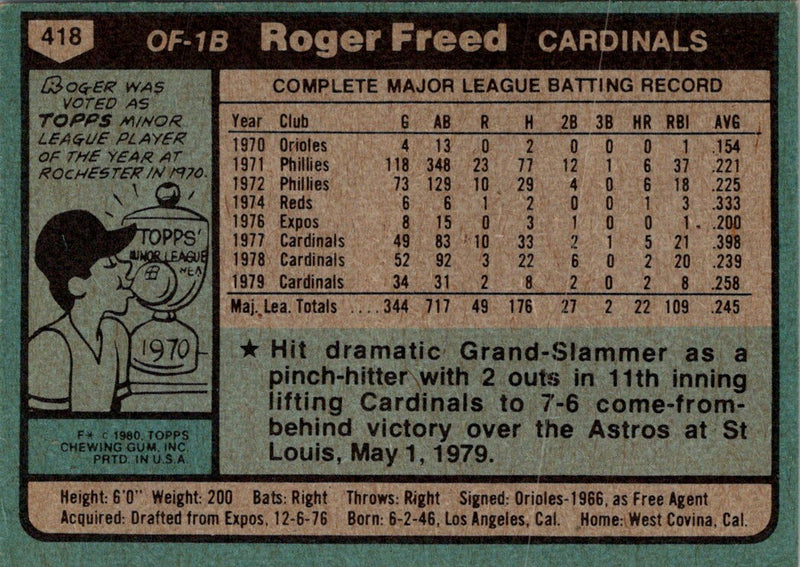 418 OF-1B Roger Freed CARDINALS
ROGER WAS
VOTED AS
TOPPS MINOR
LEAGUE PLAYER
OF THE YEAR AT
ROCHESTER IN 1970.
TOPPS'
MINOR LEAGUE
1970
F* © 1980, TOPPS
CHEWING GUM, INC.
PRTD. IN U.S.A.
COMPLETE MAJOR LEAGUE BATTING RECORD
Year Club G AB R H 2B 3B HR RBI AVG
1970 Orioles 4 13 0 2 0 0 0 1 .154
1971 Phillies 118 348 23 77 12 1 6 37 .221
1972 Phillies 73 129 10 29 4 0 6 18 .225
1974 Reds 6 6 1 2 0 0 1 3 .333
1976 Expos 8 15 0 3 1 0 0 1 .200
1977 Cardinals 49 83 10 33 2 1 5 21 .398
1978 Cardinals 52 92 3 22 6 0 2 20 .239
1979 Cardinals 34 31 2 8 2 0 2 8 .258
Maj. Lea. Totals .... 344 717 49 176 27 2 22 109 .245
★ Hit dramatic Grand-Slammer as a
pinch-hitter with 2 outs in 11th inning
lifting Cardinals to 7-6 come-from-
behind victory over the Astros at St
Louis, May 1, 1979.
Height: 6'0" Weight: 200 Bats: Right Throws: Right Signed: Orioles-1966, as Free Agent
Acquired: Drafted from Expos, 12-6-76 Born: 6-2-46, Los Angeles, Cal. Home: West Covina, Cal.